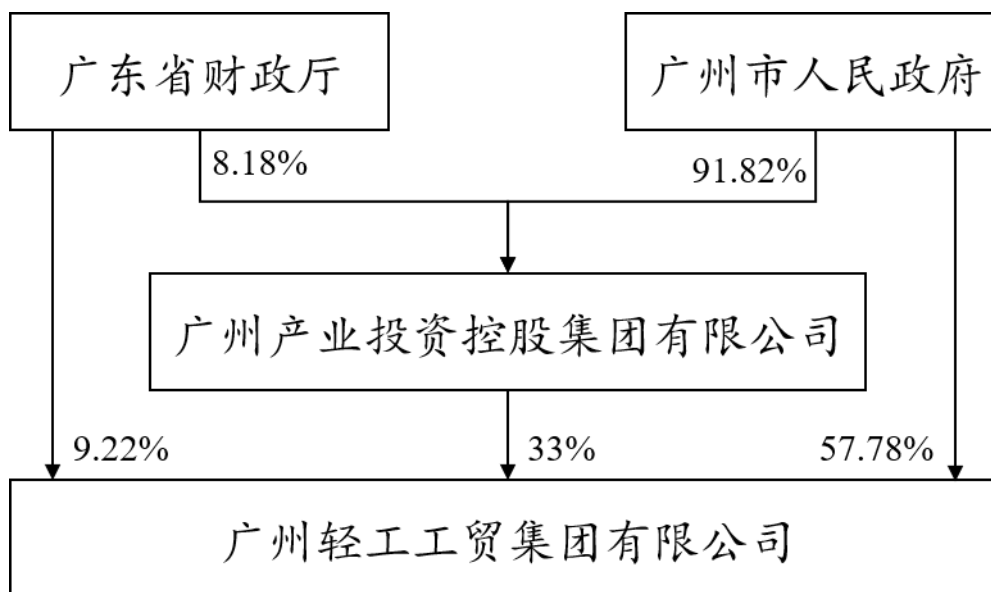 广东省财政厅
广州市人民政府
8.18%
91.82%
广州产业投资控股集团有限公司
9.22%
33%
57.78%
广州轻工工贸集团有限公司